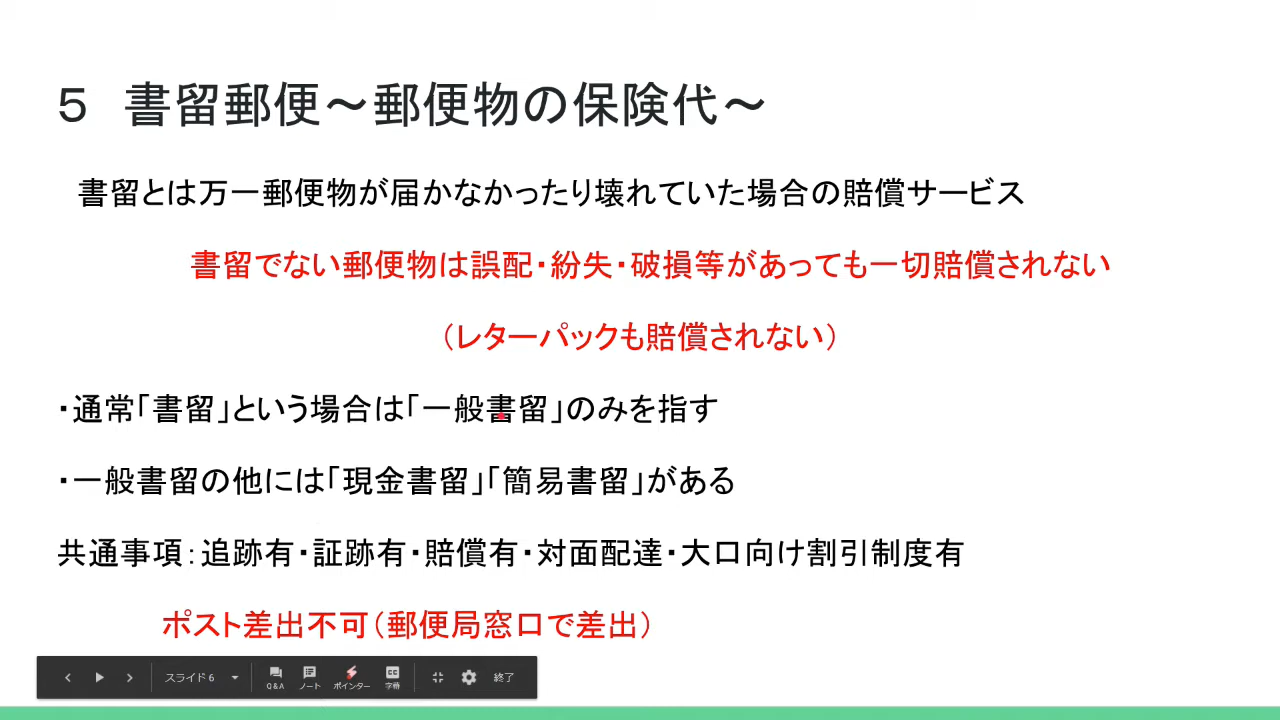 ５　書留郵便～郵便物の保険代～
書留とは万一郵便物が届かなかったり壊れていた場合の賠償サービス
書留でない郵便物は誤配・紛失・破損等があっても一切賠償されない
（レターパックも賠償されない）
・通常「書留」という場合は「一般書留」のみを指す
・一般書留の他には「現金書留」「簡易書留」がある
共通事項：追跡有・証跡有・賠償有・対面配達・大口向け割引制度有
ポスト差出不可（郵便局窓口で差出）
スライド 6 Q&A ノート ポインター 字幕 終了